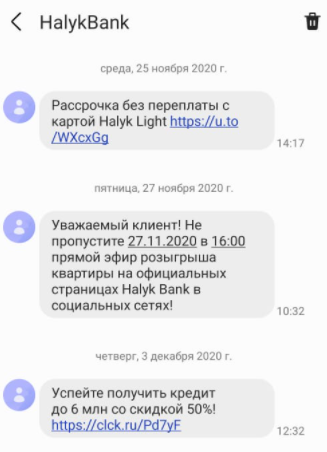 HalykBank
среда, 25 ноября 2020 г.
Рассрочка без переплаты с
картой Halyk Light https://u.to
/WXcxGg
14:17
пятница, 27 ноября 2020 г.
Уважаемый клиент! Не
пропустите 27.11.2020 в 16:00
прямой эфир розыгрыша
квартиры на официальных
страницах Halyk Bank в
социальных сетях!
10:32
четверг, 3 декабря 2020 г.
Успейте получить кредит
до 6 млн со скидкой 50%!
https://clck.ru/Pd7yF
12:32